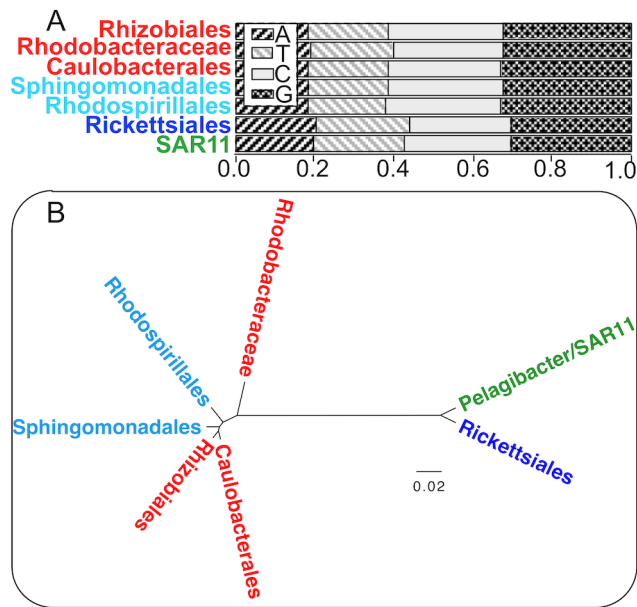 A
Rhizobiales
Rhodobacteraceae
Caulobacterales
Sphingomonadales
Rhodospirillales
Rickettsiales
SAR11
A
T
C
G
0.0 0.2 0.4 0.6 0.8 1.0
B
Rhodobacteraceae
Rhodospirillales
Pelagibacter/SAR11
Sphingomonadales
Rickettsiales
Rhizobiales
Caulobacterales
0.02